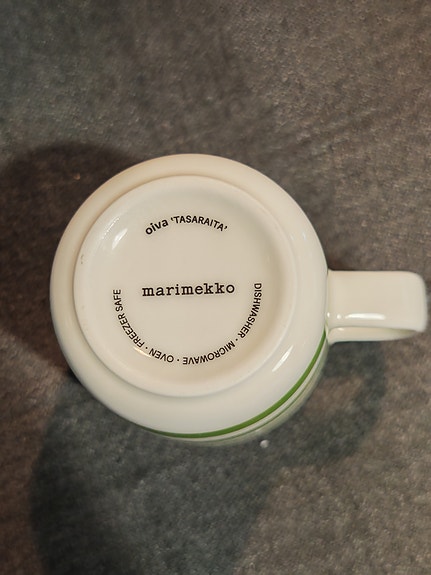 oiva 'TASARAITA'
marimekko
DISHWASHER · MICROWAVE · OVEN · FREEZER SAFE